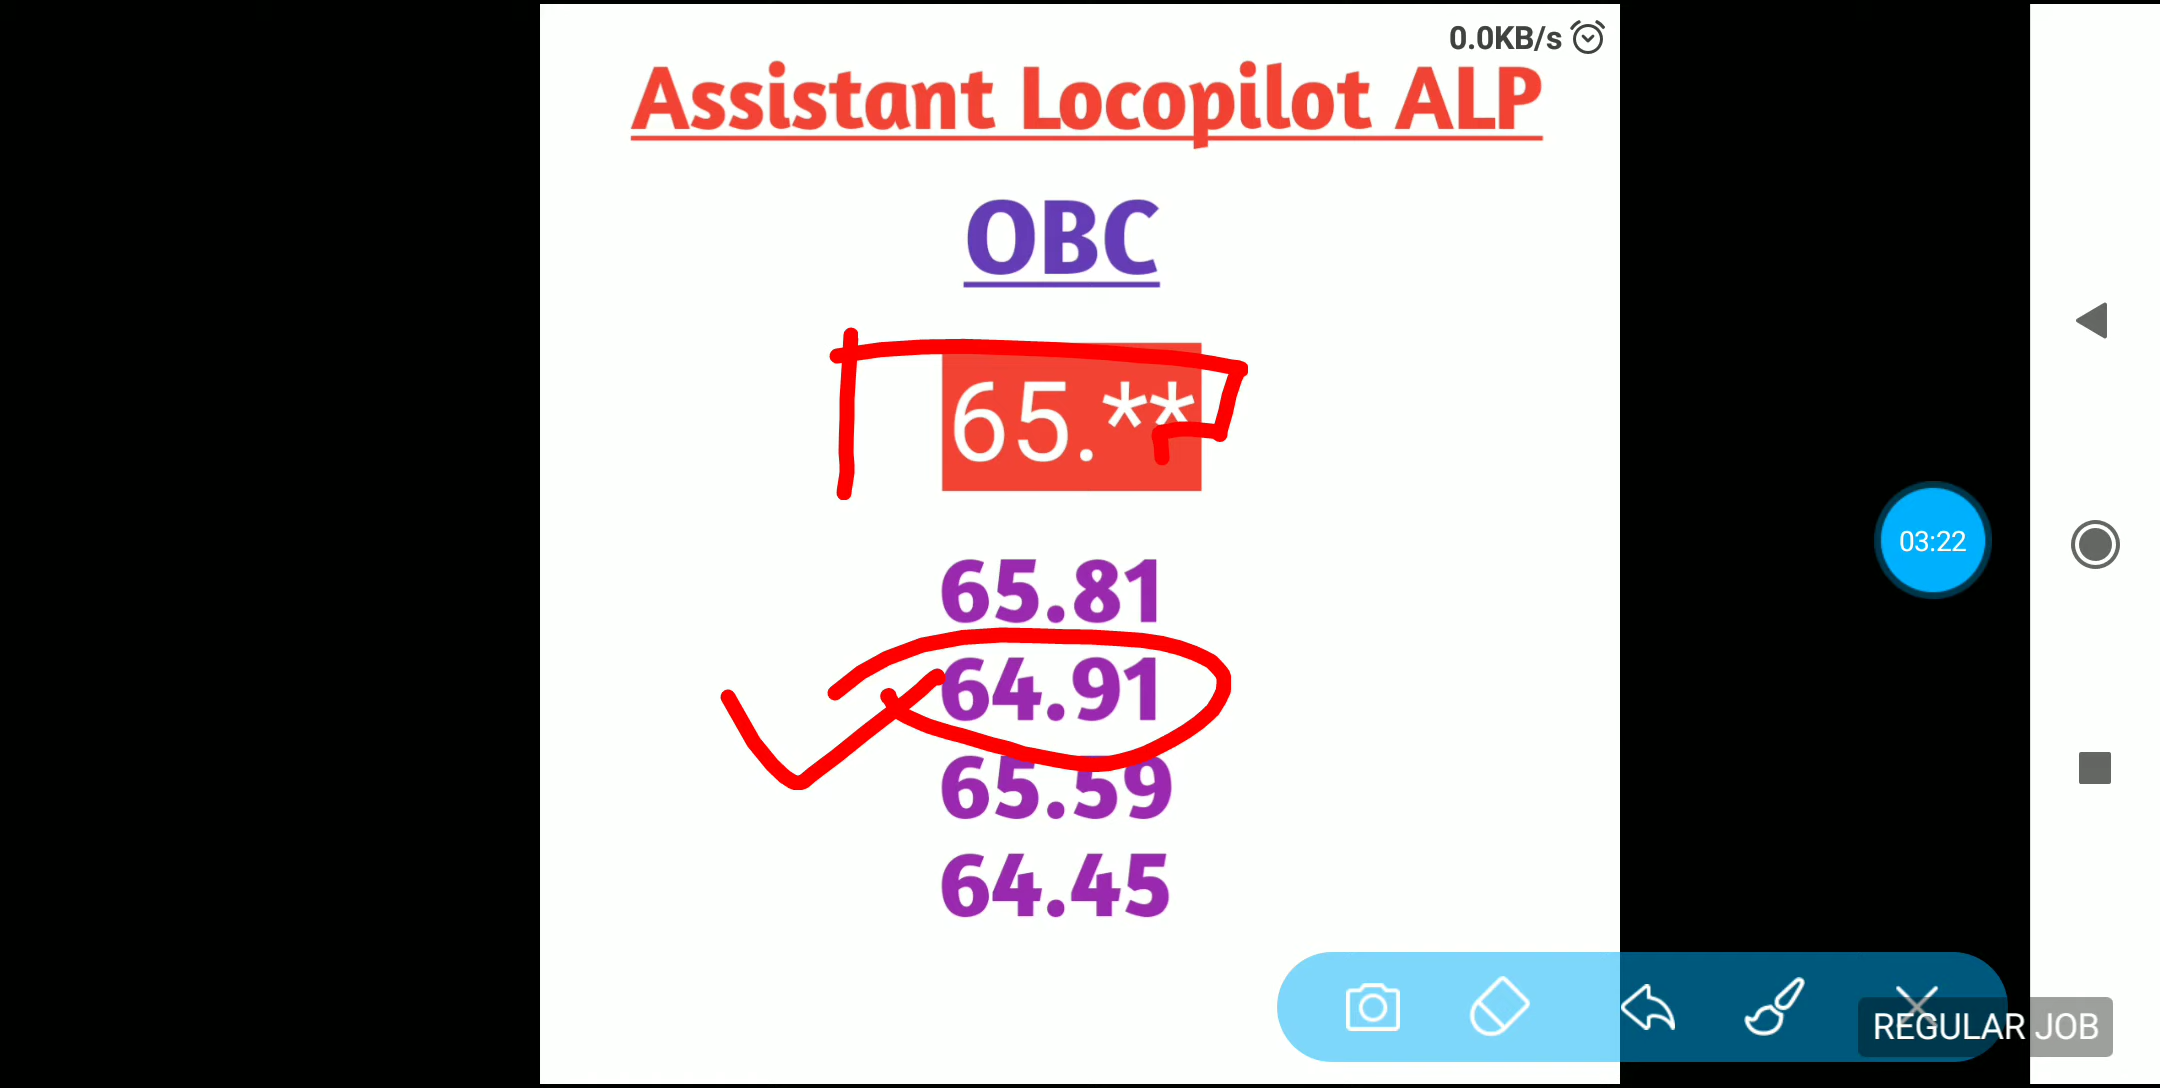 0.0KB/s
Assistant Locopilot ALP
OBC
65.**
65.81
64.91
65.59
64.45
03:22
REGULAR JOB